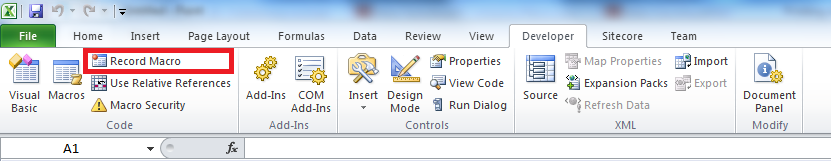 File Home Insert Page Layout Formulas Data Review View Developer Sitecore Team
Record Macro Properties Map Properties Import
Use Relative References View Code Expansion Packs Export
Macro Security Run Dialog Refresh Data
Visual Basic Macros Add-Ins COM Add-Ins Insert Design Mode Source Document Panel
Code Add-Ins Controls XML Modify
A1 fx